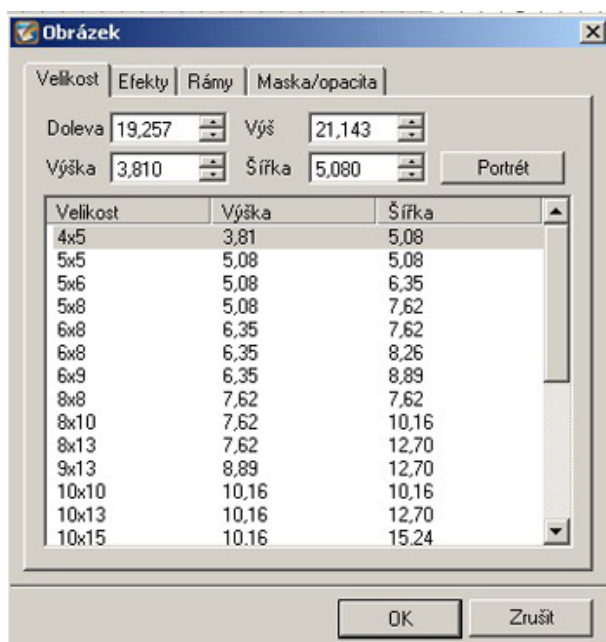 Obrázek
Velikost Efekty Rámy Maska/opacita
Doleva 19,257 Výš 21,143
Výška 3,810 Šířka 5,080 Portrét
Velikost Výška Šířka
4x5 3,81 5,08
5x5 5,08 5,08
5x6 5,08 6,35
5x8 5,08 7,62
6x8 6,35 7,62
6x8 6,35 8,26
6x9 6,35 8,89
8x8 7,62 7,62
8x10 7,62 10,16
8x13 7,62 12,70
9x13 8,89 12,70
10x10 10,16 10,16
10x13 10,16 12,70
10x15 10.16 15.24
OK Zrušit